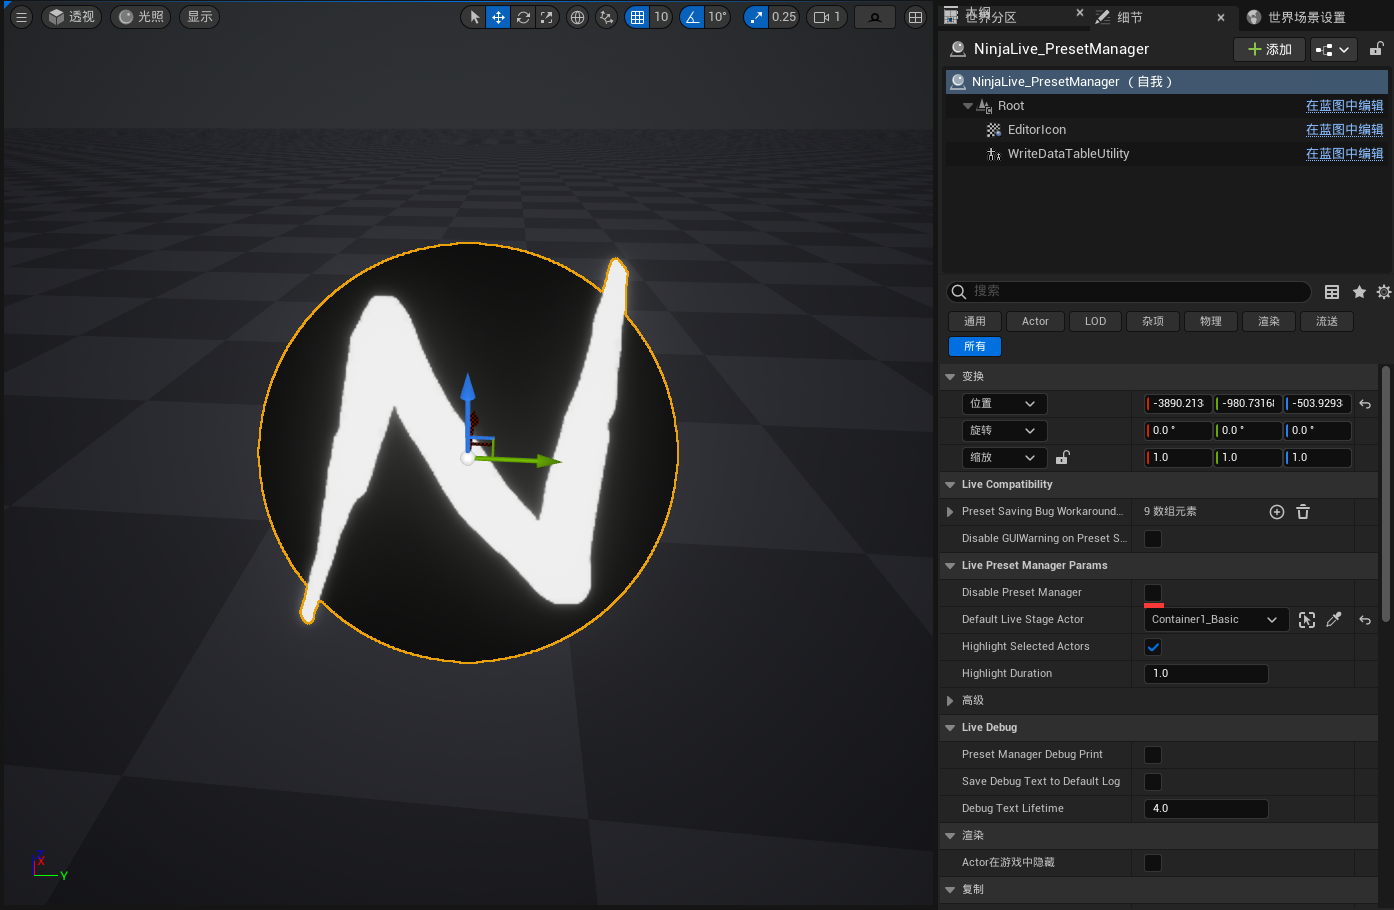 透视
光照
显示
10
10°
0.25
1
大纲
世界分区
细节
世界场景设置
NinjaLive_PresetManager
添加
NinjaLive_PresetManager （自我）
Root
在蓝图中编辑
EditorIcon
在蓝图中编辑
WriteDataTableUtility
在蓝图中编辑
搜索
通用
Actor
LOD
杂项
物理
渲染
流送
所有
变换
位置
-3890.213
-980.7316
-503.9293
旋转
0.0 °
0.0 °
0.0 °
缩放
1.0
1.0
1.0
Live Compatibility
Preset Saving Bug Workaround...
9 数组元素
Disable GUIWarning on Preset S...
Live Preset Manager Params
Disable Preset Manager
Default Live Stage Actor
Container1_Basic
Highlight Selected Actors
Highlight Duration
1.0
高级
Live Debug
Preset Manager Debug Print
Save Debug Text to Default Log
Debug Text Lifetime
4.0
渲染
Actor在游戏中隐藏
复制
N
Z
X
Y